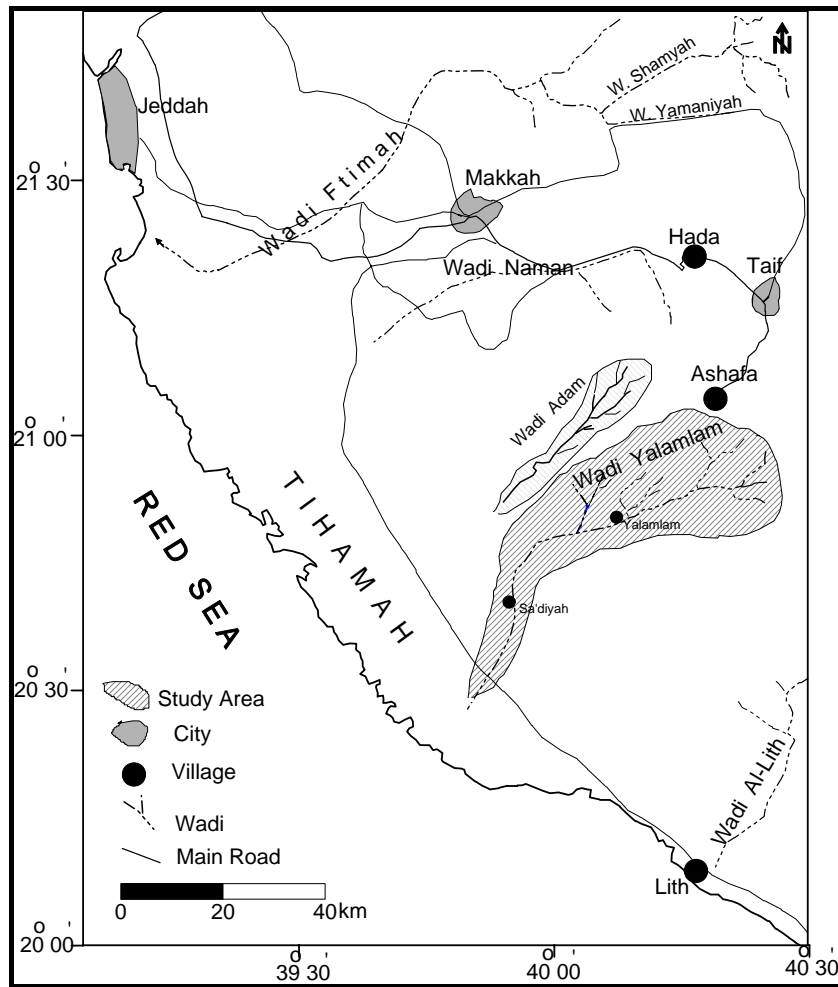 N
Jeddah
W. Shamyah
W. Yamaniyah
21 30'
Makkah
Wadi Ftimah
Hada
Wadi Naman
Taif
Ashafa
21 00'
Wadi Adam
Wadi Yalamlam
Yalamlam
RED SEA
TIHAMAH
Sa'diyah
20 30'
Study Area
City
Village
Wadi
Main Road
0 20 40 km
Wadi Al-Lith
Lith
20 00'
39 30'
40 00'
40 30'